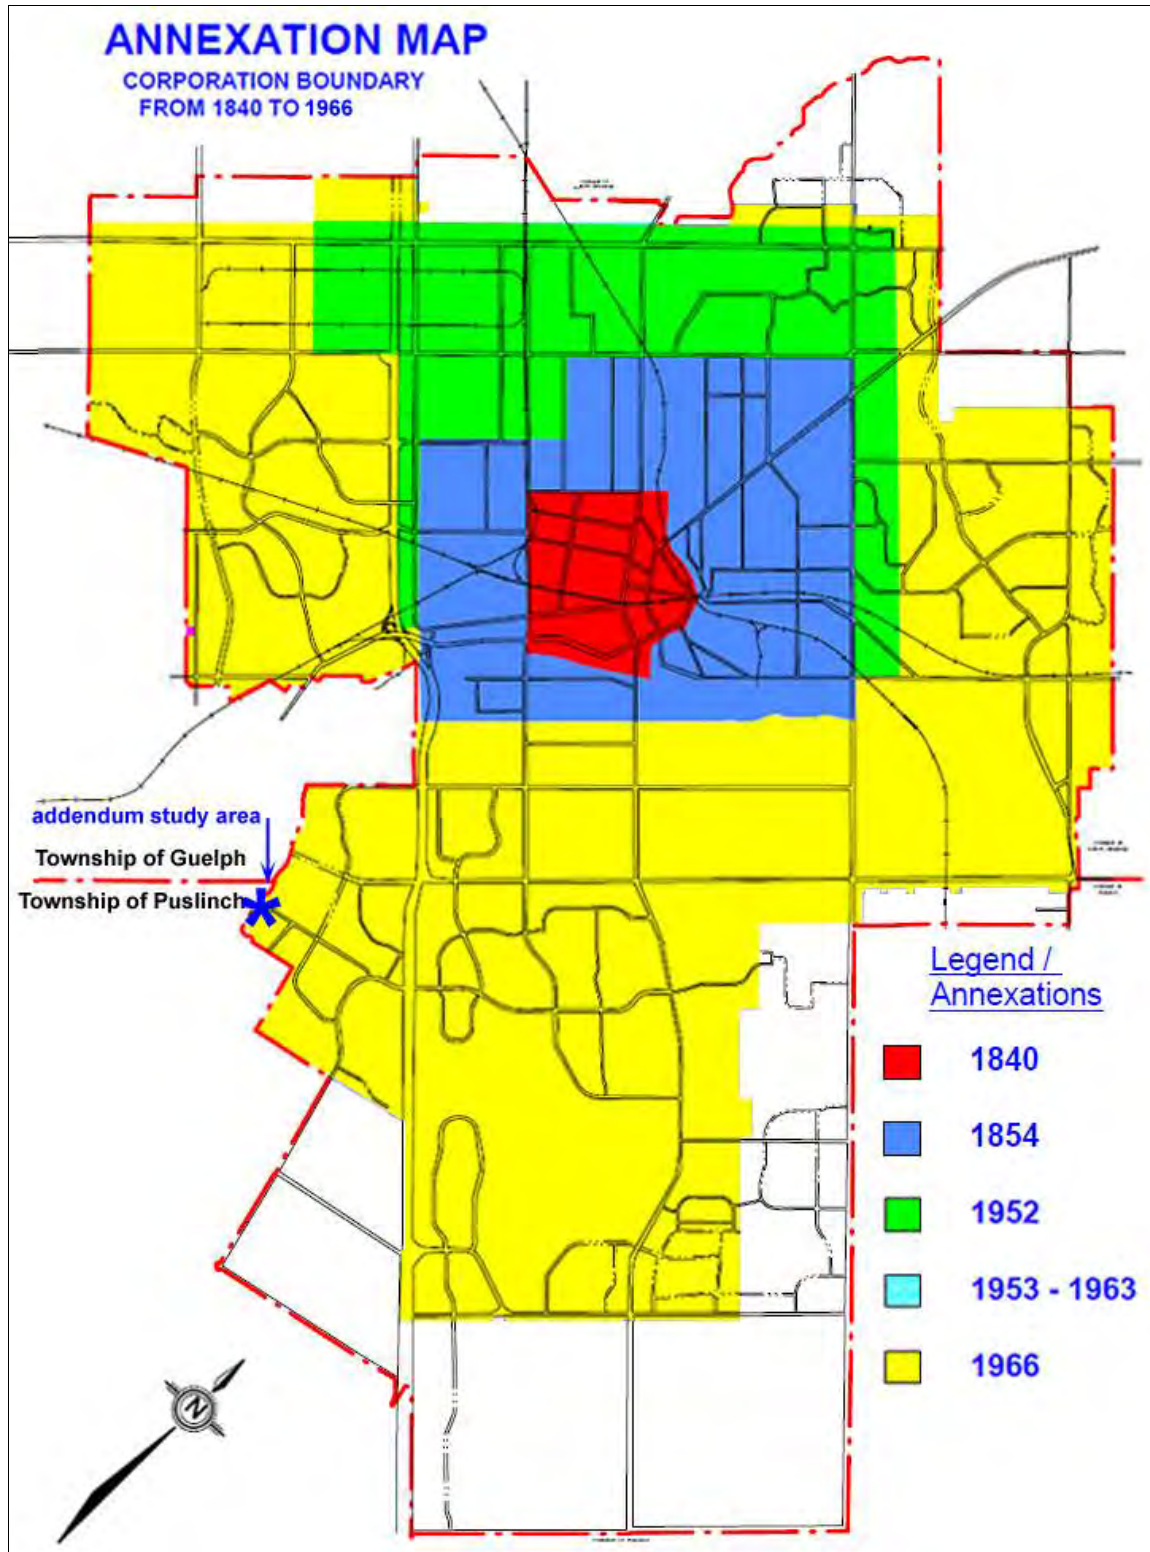 ANNEXATION MAP
CORPORATION BOUNDARY
FROM 1840 TO 1966
addendum study area
Township of Guelph
Township of Puslinch
Legend /
Annexations
1840
1854
1952
1953 - 1963
1966
N